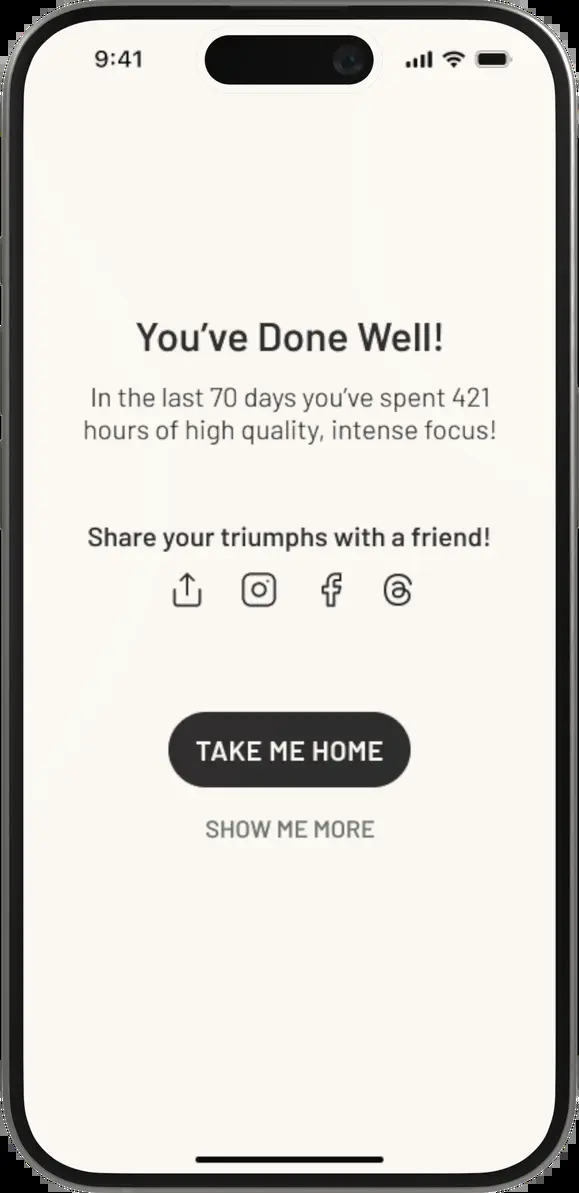 9:41
You’ve Done Well!
In the last 70 days you’ve spent 421
hours of high quality, intense focus!
Share your triumphs with a friend!
TAKE ME HOME
SHOW ME MORE